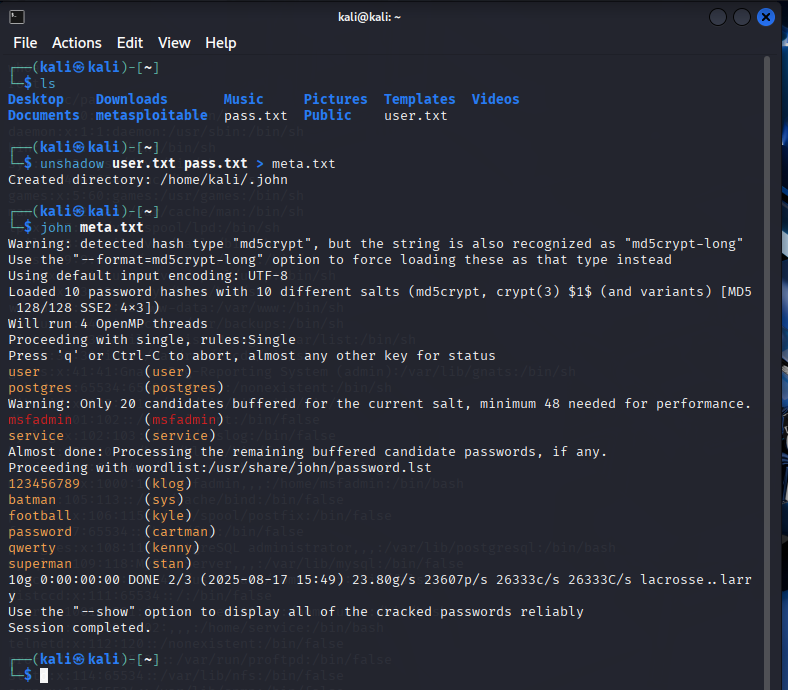 kali@kali: ~
File Actions Edit View Help
┌──(kali㉿kali)-[~]
└─$ ls
Desktop Downloads Music Pictures Templates Videos
Documents metasploitable pass.txt Public user.txt
┌──(kali㉿kali)-[~]
└─$ unshadow user.txt pass.txt > meta.txt
Created directory: /home/kali/.john
┌──(kali㉿kali)-[~]
└─$ john meta.txt
Warning: detected hash type "md5crypt", but the string is also recognized as "md5crypt-long"
Use the "--format=md5crypt-long" option to force loading these as that type instead
Using default input encoding: UTF-8
Loaded 10 password hashes with 10 different salts (md5crypt, crypt(3) $1$ (and variants) [MD5
128/128 SSE2 4×3])
Will run 4 OpenMP threads
Proceeding with single, rules:Single
Press 'q' or Ctrl-C to abort, almost any other key for status
user (user)
postgres (postgres)
Warning: Only 20 candidates buffered for the current salt, minimum 48 needed for performance.
msfadmin (msfadmin)
service (service)
Almost done: Processing the remaining buffered candidate passwords, if any.
Proceeding with wordlist:/usr/share/john/password.lst
123456789 (klog)
batman (sys)
football (kyle)
password (cartman)
qwerty (kenny)
superman (stan)
10g 0:00:00:00 DONE 2/3 (2025-08-17 15:49) 23.80g/s 23607p/s 26333c/s 26333C/s lacrosse..larr
y
Use the "--show" option to display all of the cracked passwords reliably
Session completed.
┌──(kali㉿kali)-[~]
└─$